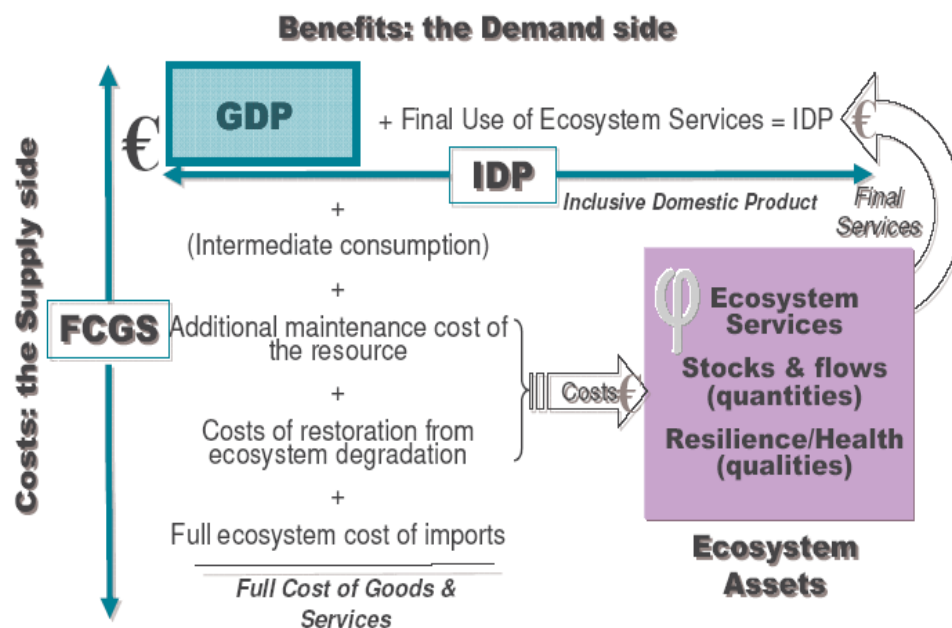 Benefits: the Demand side
€
GDP
+ Final Use of Ecosystem Services = IDP
€
IDP
Inclusive Domestic Product
Final
Services
Costs: the Supply side
FCGS
+
(Intermediate consumption)
+
Additional maintenance cost of
the resource
+
Costs of restoration from
ecosystem degradation
+
Full ecosystem cost of imports
Full Cost of Goods &
Services
Costs €
φ
Ecosystem
Services
Stocks & flows
(quantities)
Resilience/Health
(qualities)
Ecosystem
Assets